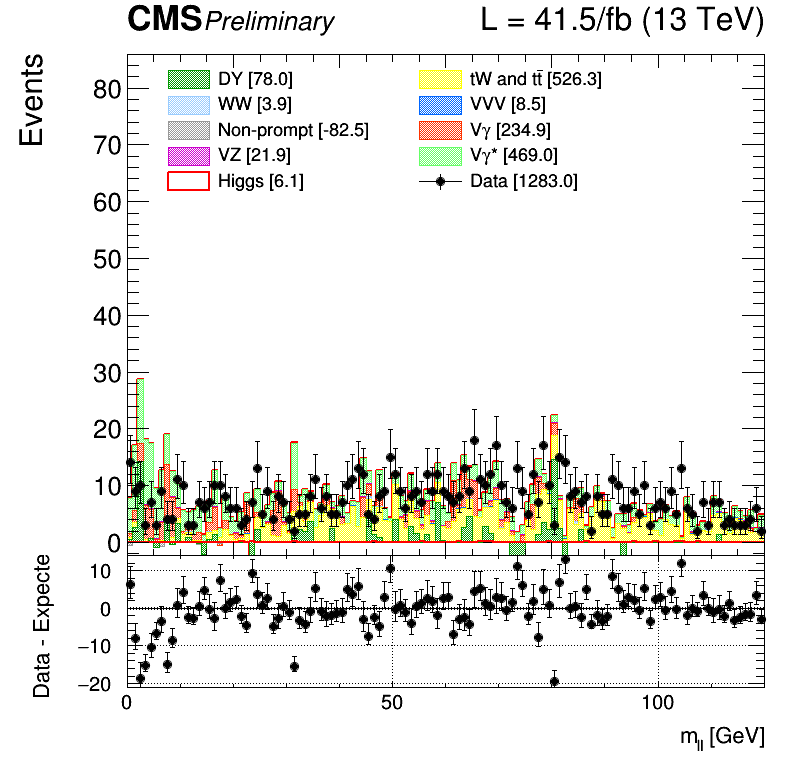 CMS Preliminary L = 41.5/fb (13 TeV)
Events
DY [78.0] tW and tt̄ [526.3]
WW [3.9] VVV [8.5]
Non-prompt [-82.5] Vγ [234.9]
VZ [21.9] Vγ* [469.0]
Higgs [6.1] Data [1283.0]
80
70
60
50
40
30
20
10
0
Data - Expecte
10
0
−10
−20
0 50 100
m_ll [GeV]